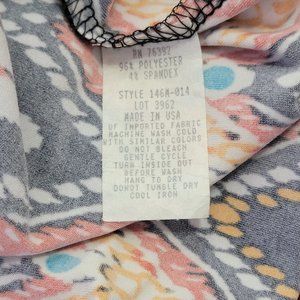 RN 76392
96% POLYESTER
4% SPANDEX
STYLE 146A-014
LOT 3962
MADE IN USA
OF IMPORTED FABRIC
MACHINE WASH COLD
WITH SIMILAR COLORS
DO NOT BLEACH
GENTLE CYCLE
TURN INSIDE OUT
BEFORE WASH
HANG TO DRY
DONOT TUMBLE DRY
COOL IRON